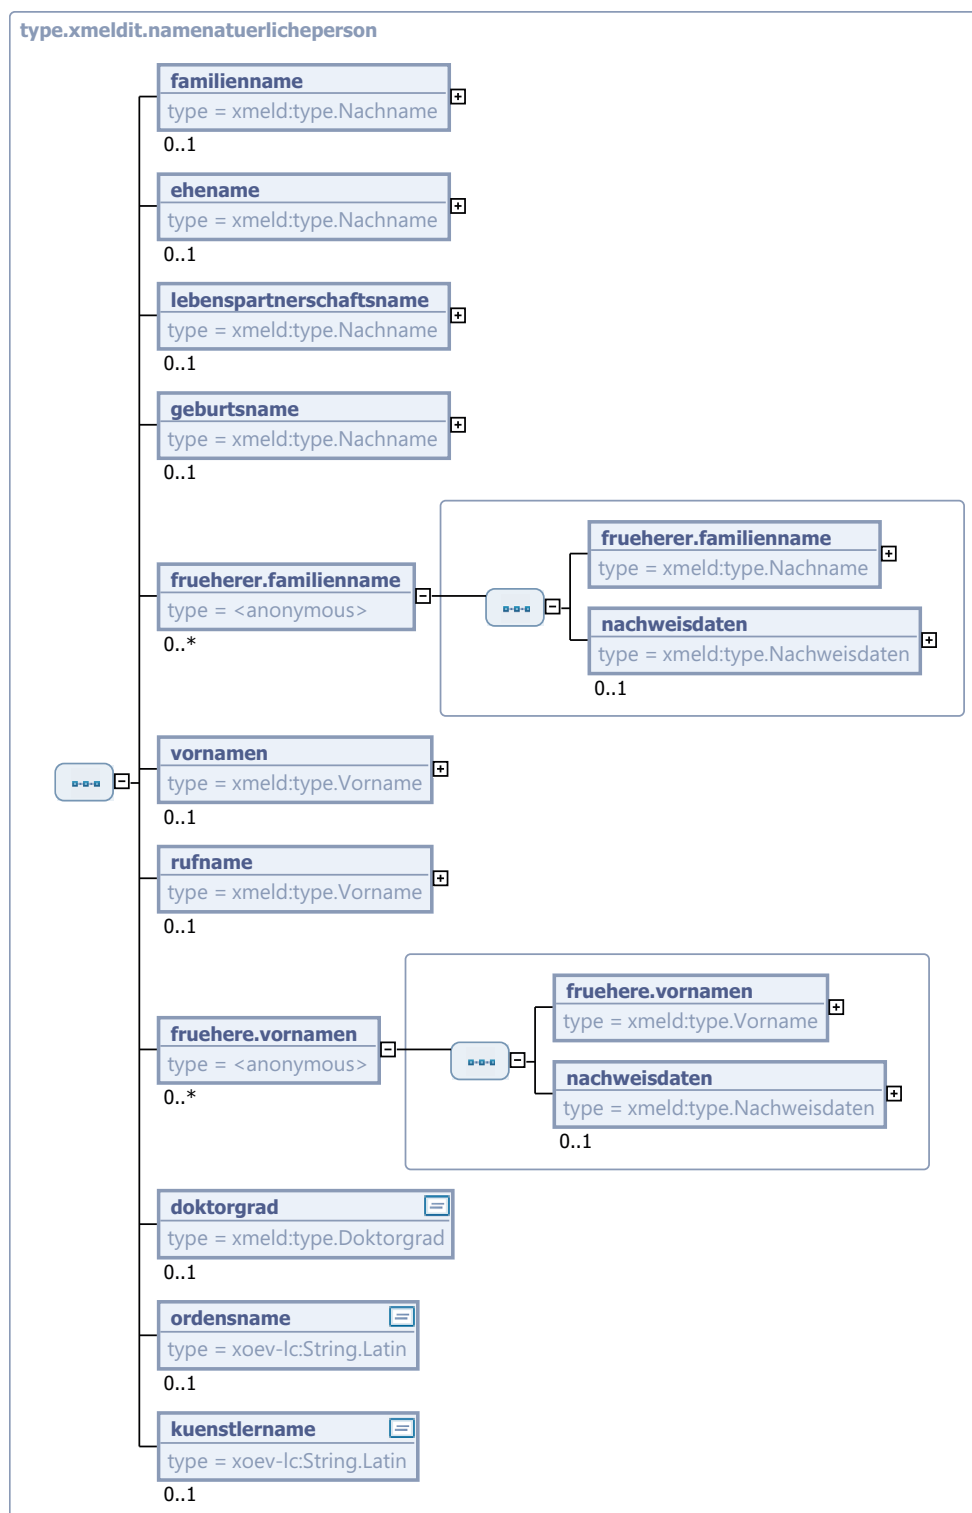 type.xmeldit.namenatuerlicheperson
familienname
type = xmeld:type.Nachname
0..1
ehename
type = xmeld:type.Nachname
0..1
lebenspartnerschaftsname
type = xmeld:type.Nachname
0..1
geburtsname
type = xmeld:type.Nachname
0..1
frueherer.familienname
type = <anonymous>
0..*
frueherer.familienname
type = xmeld:type.Nachname
nachweisdaten
type = xmeld:type.Nachweisdaten
0..1
vornamen
type = xmeld:type.Vorname
0..1
rufname
type = xmeld:type.Vorname
0..1
fruehere.vornamen
type = <anonymous>
0..*
fruehere.vornamen
type = xmeld:type.Vorname
nachweisdaten
type = xmeld:type.Nachweisdaten
0..1
doktorgrad
type = xmeld:type.Doktorgrad
0..1
ordensname
type = xoev-lc:String.Latin
0..1
kuenstlername
type = xoev-lc:String.Latin
0..1